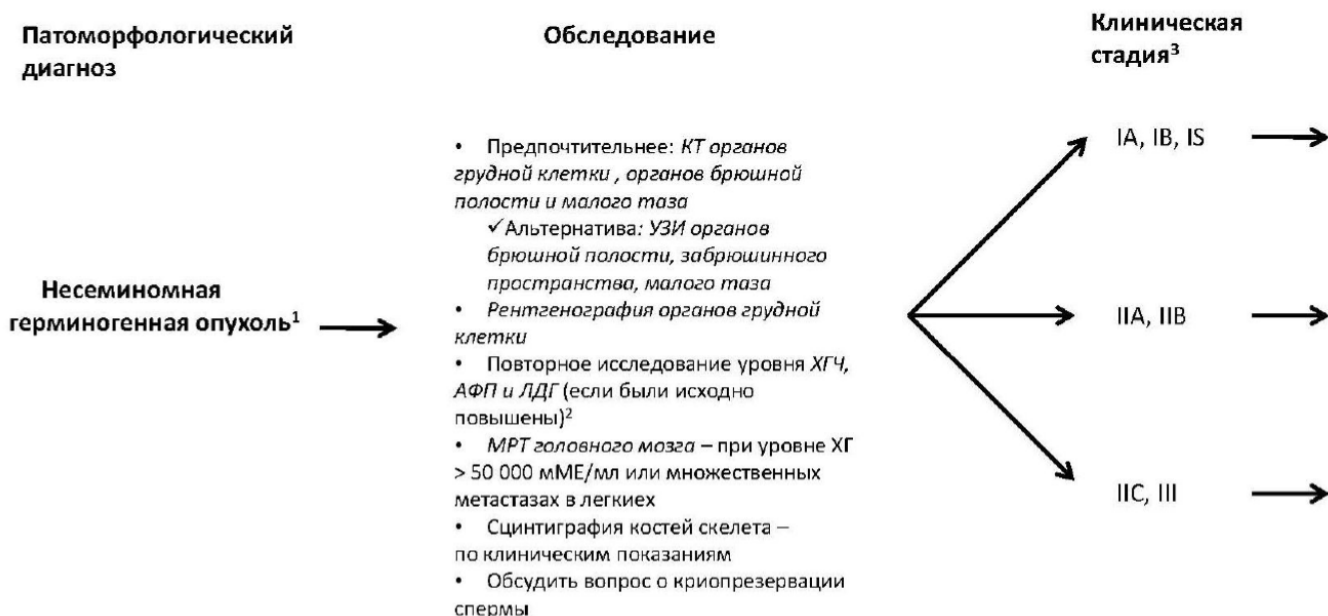 Патоморфологический
диагноз
Обследование
Клиническая
стадия³
Несеминомная
герминогенная опухоль¹
• Предпочтительнее: КТ органов
грудной клетки , органов брюшной
полости и малого таза
✓Альтернатива: УЗИ органов
брюшной полости, забрюшинного
пространства, малого таза
• Рентгенография органов грудной
клетки
• Повторное исследование уровня ХГЧ,
АФП и ЛДГ (если были исходно
повышены)²
• МРТ головного мозга – при уровне ХГ
> 50 000 мМЕ/мл или множественных
метастазах в легкиех
• Сцинтиграфия костей скелета –
по клиническим показаниям
• Обсудить вопрос о криопрезервации
спермы
IA, IB, IS
IIA, IIB
IIC, III